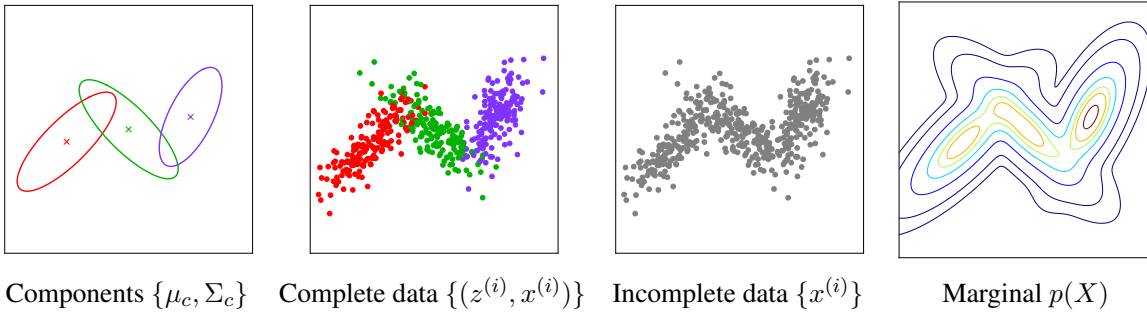 Components {μ_c, Σ_c}
Complete data {(z^(i), x^(i))}
Incomplete data {x^(i)}
Marginal p(X)